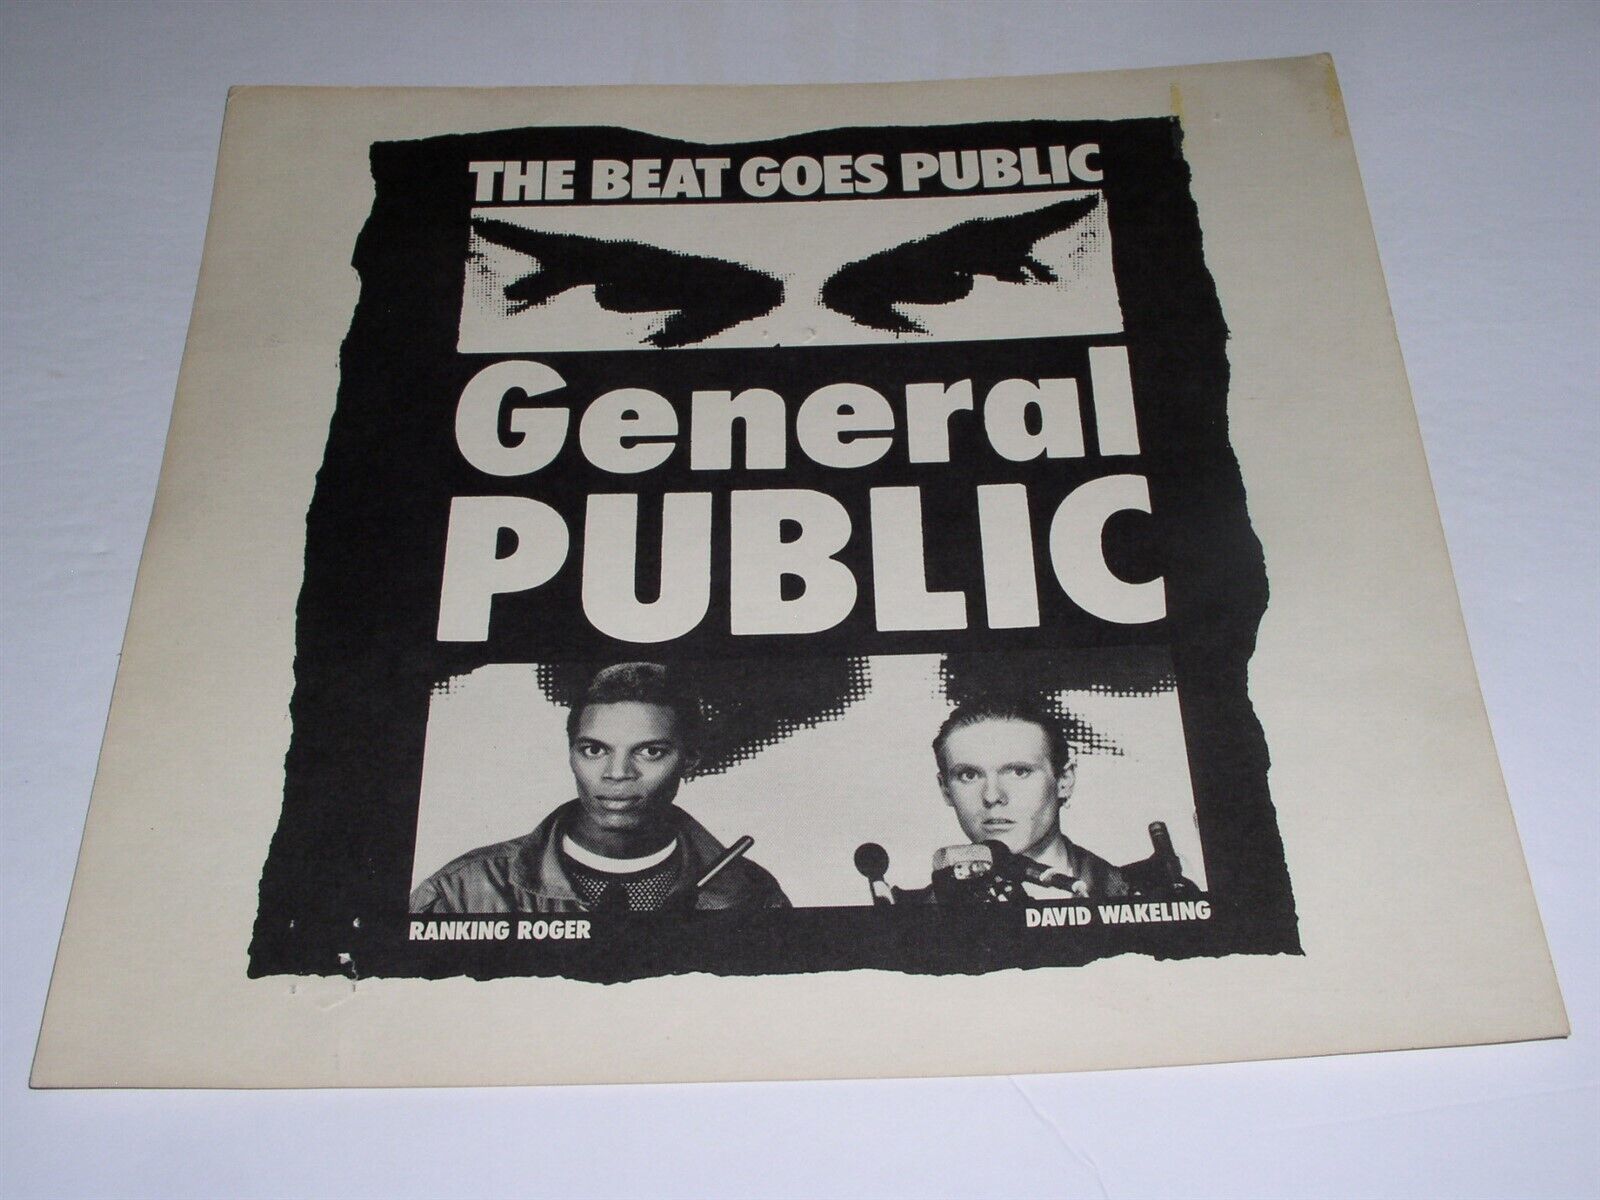 THE BEAT GOES PUBLIC
General
PUBLIC
RANKING ROGER
DAVID WAKELING